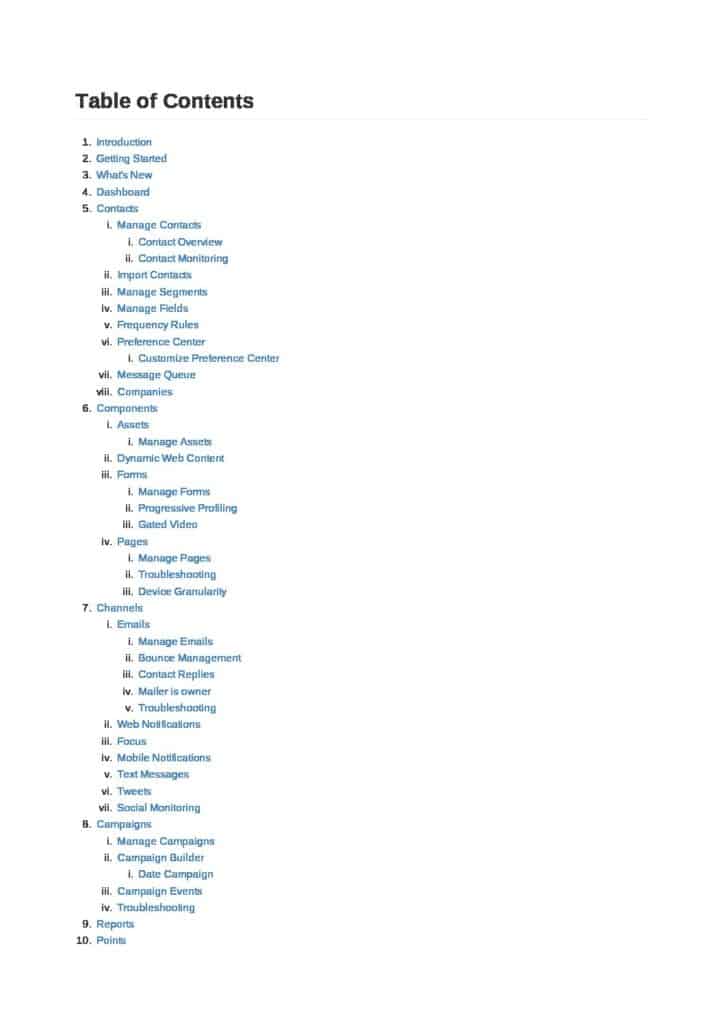 Table of Contents
1. Introduction
2. Getting Started
3. What's New
4. Dashboard
5. Contacts
i. Manage Contacts
i. Contact Overview
ii. Contact Monitoring
ii. Import Contacts
iii. Manage Segments
iv. Manage Fields
v. Frequency Rules
vi. Preference Center
i. Customize Preference Center
vii. Message Queue
viii. Companies
6. Components
i. Assets
i. Manage Assets
ii. Dynamic Web Content
iii. Forms
i. Manage Forms
ii. Progressive Profiling
iii. Gated Video
iv. Pages
i. Manage Pages
ii. Troubleshooting
iii. Device Granularity
7. Channels
i. Emails
i. Manage Emails
ii. Bounce Management
iii. Contact Replies
iv. Mailer is owner
v. Troubleshooting
ii. Web Notifications
iii. Focus
iv. Mobile Notifications
v. Text Messages
vi. Tweets
vii. Social Monitoring
8. Campaigns
i. Manage Campaigns
ii. Campaign Builder
i. Date Campaign
iii. Campaign Events
iv. Troubleshooting
9. Reports
10. Points